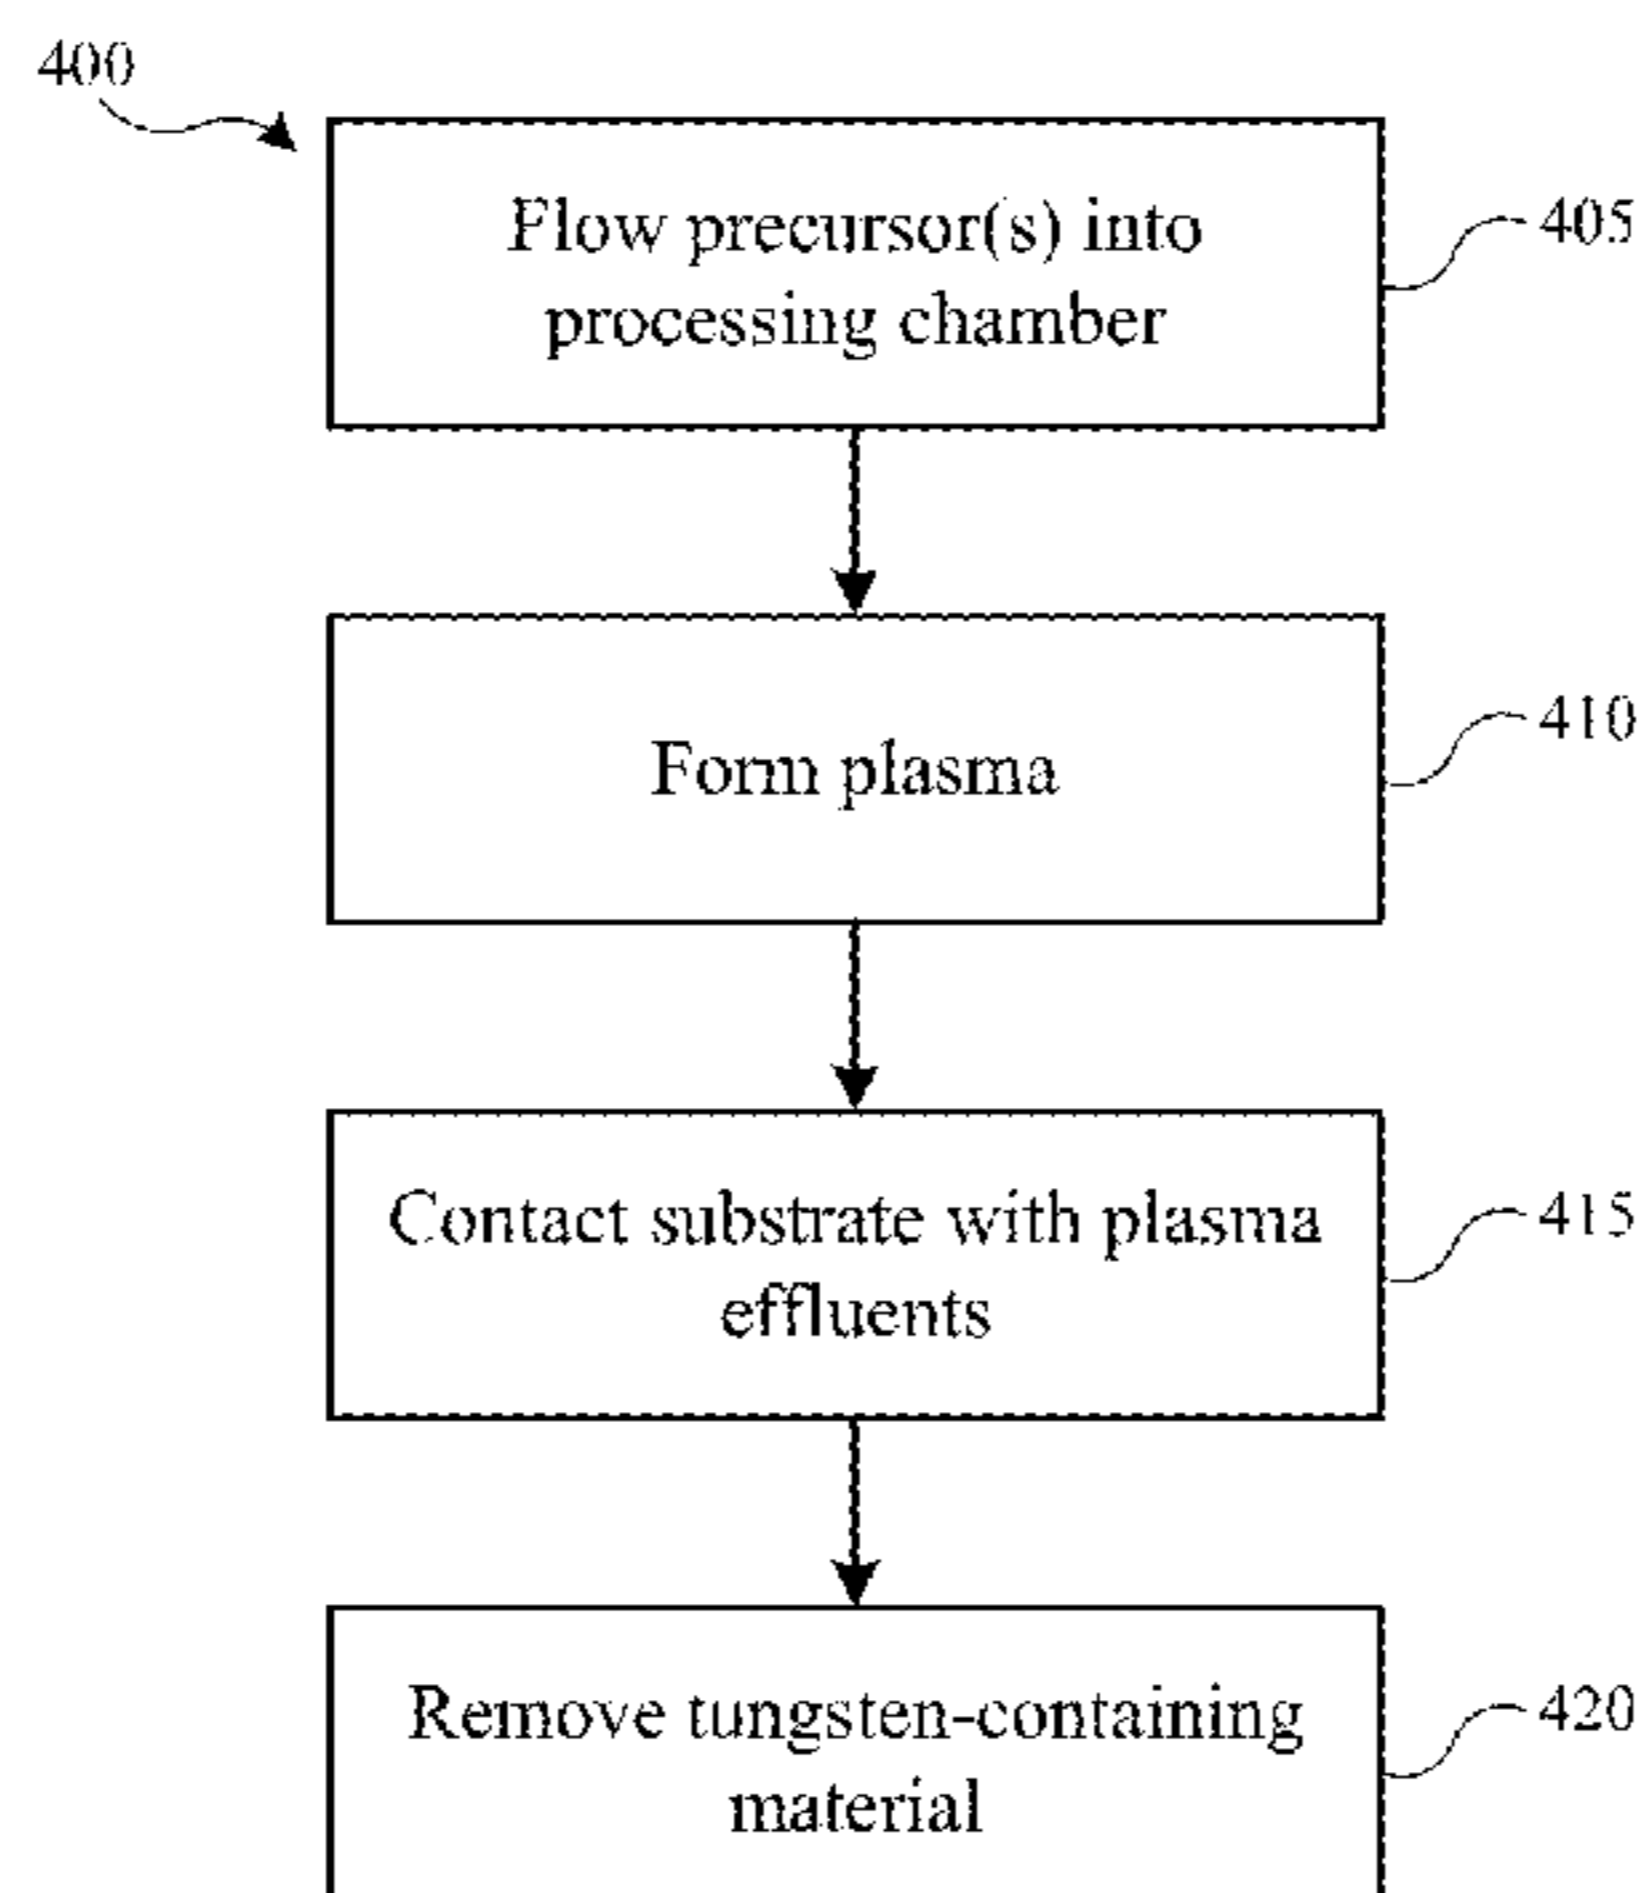 400
Flow precursor(s) into
processing chamber
405
Form plasma
410
Contact substrate with plasma
effluents
415
Remove tungsten-containing
material
420